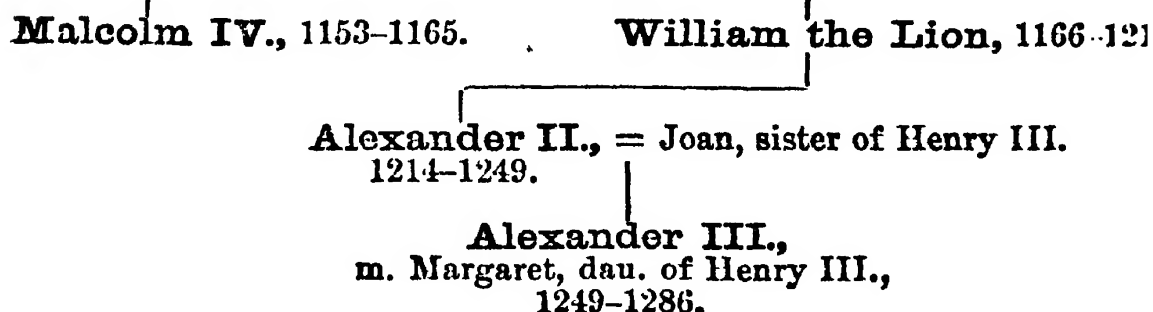 Malcolm IV., 1153–1165. William the Lion, 1166–121
Alexander II., = Joan, sister of Henry III.
1214–1249.
Alexander III.,
m. Margaret, dau. of Henry III.,
1249–1286.